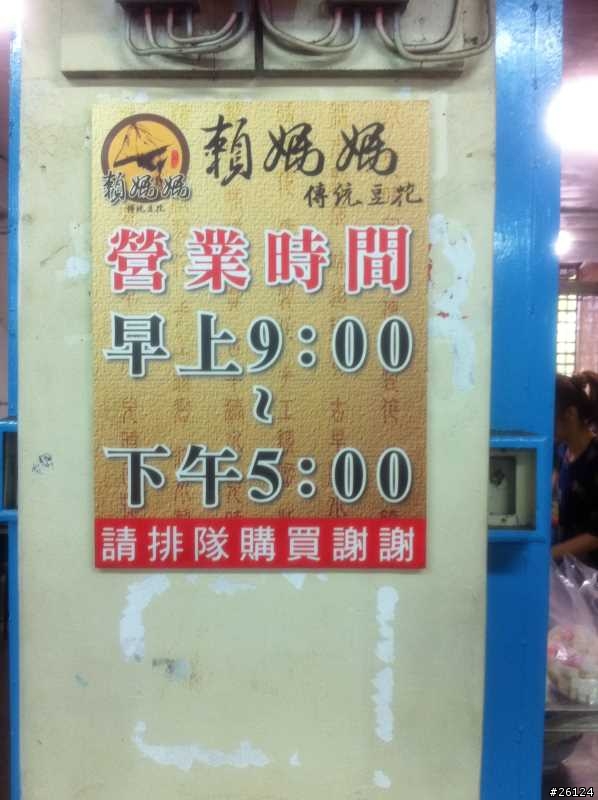 賴媽媽
傳統豆花
賴媽媽
傳統豆花
營業時間
早上9:00
~
下午5:00
請排隊購買謝謝
#26124